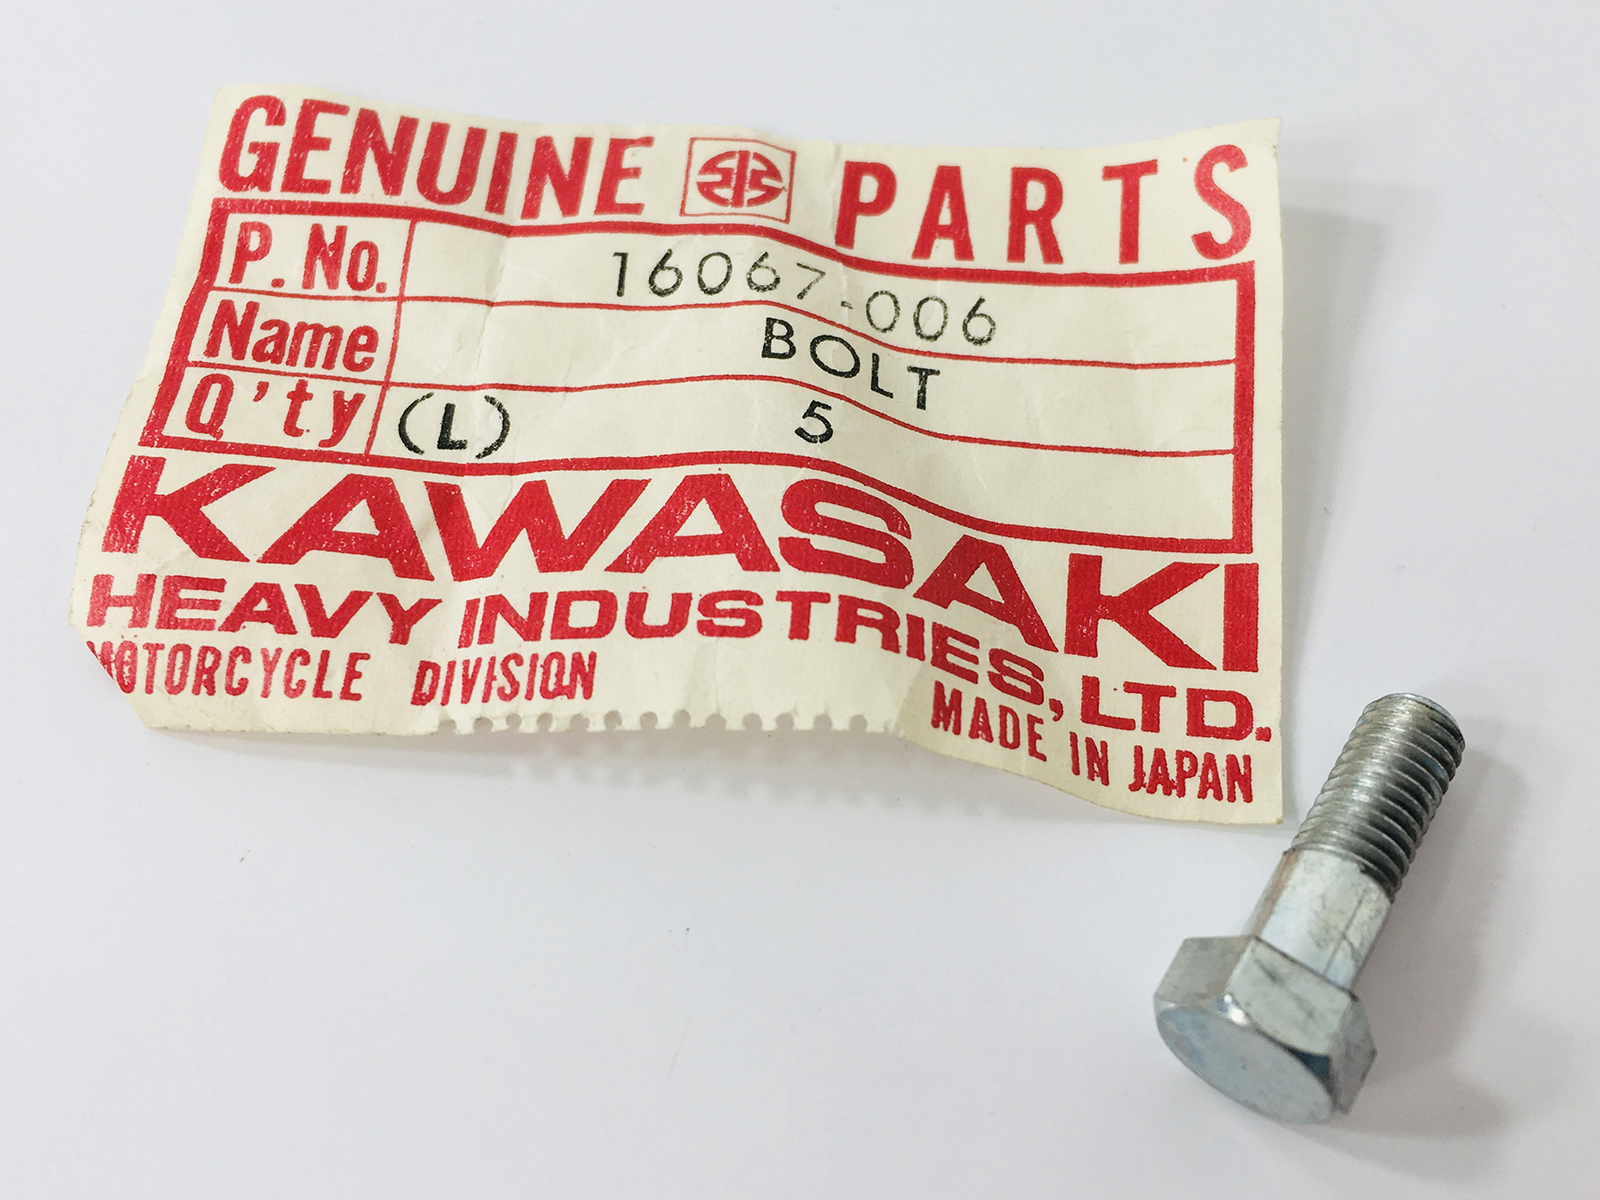 GENUINE PARTS
P. No. 16067-006
Name BOLT
Q'ty (L) 5
KAWASAKI
HEAVY INDUSTRIES, LTD.
MOTORCYCLE DIVISION MADE IN JAPAN